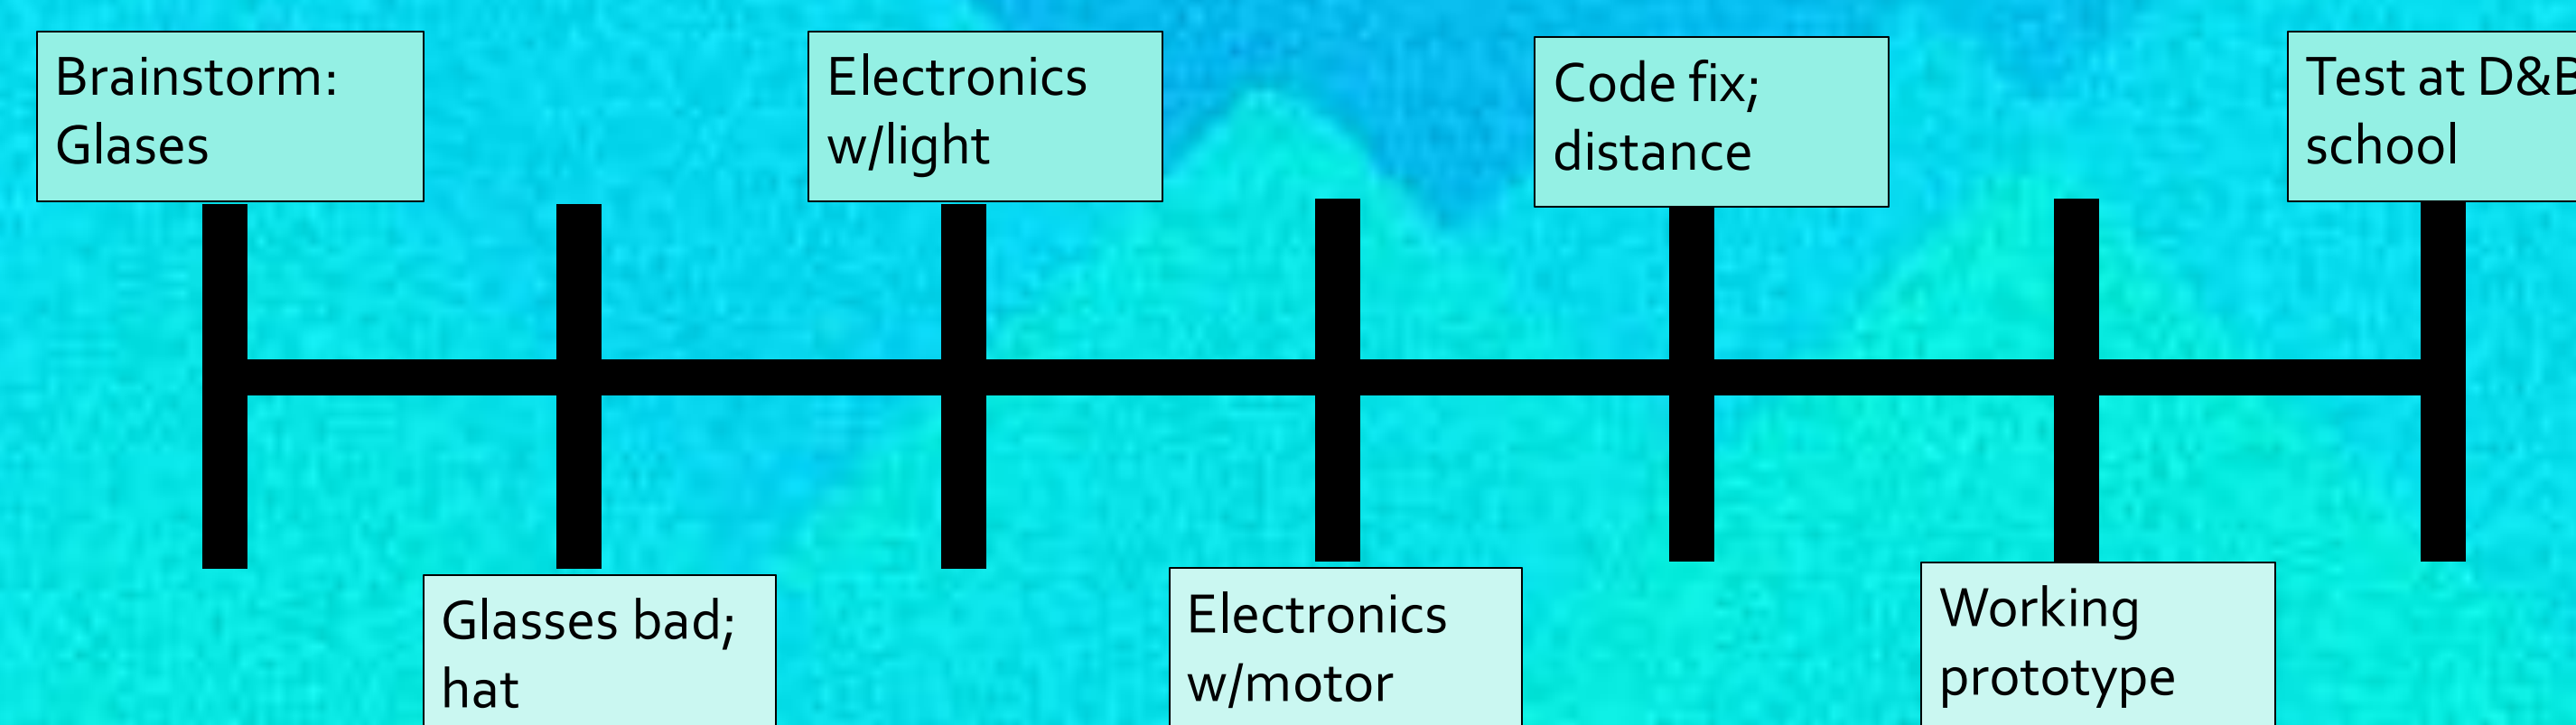 Brainstorm:
Glases
Glasses bad;
hat
Electronics
w/light
Electronics
w/motor
Code fix;
distance
Working
prototype
Test at D&B
school